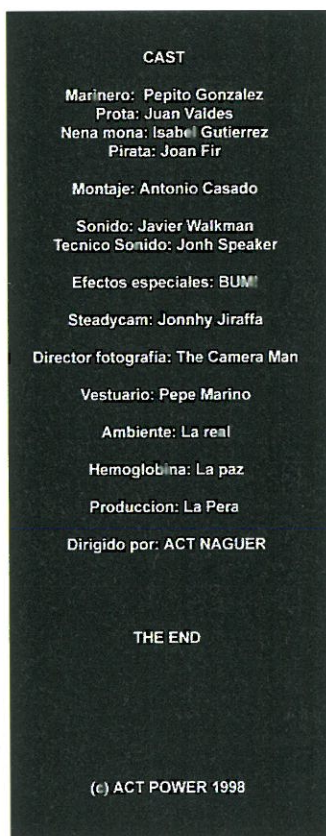 CAST
Marinero: Pepito Gonzalez
Prota: Juan Valdes
Nena mona: Isabel Gutierrez
Pirata: Joan Fir
Montaje: Antonio Casado
Sonido: Javier Walkman
Tecnico Sonido: Jonh Speaker
Efectos especiales: BUM!
Steadycam: Jonnhy Jiraffa
Director fotografia: The Camera Man
Vestuario: Pepe Marino
Ambiente: La real
Hemoglobina: La paz
Produccion: La Pera
Dirigido por: ACT NAGUER
THE END
(c) ACT POWER 1998